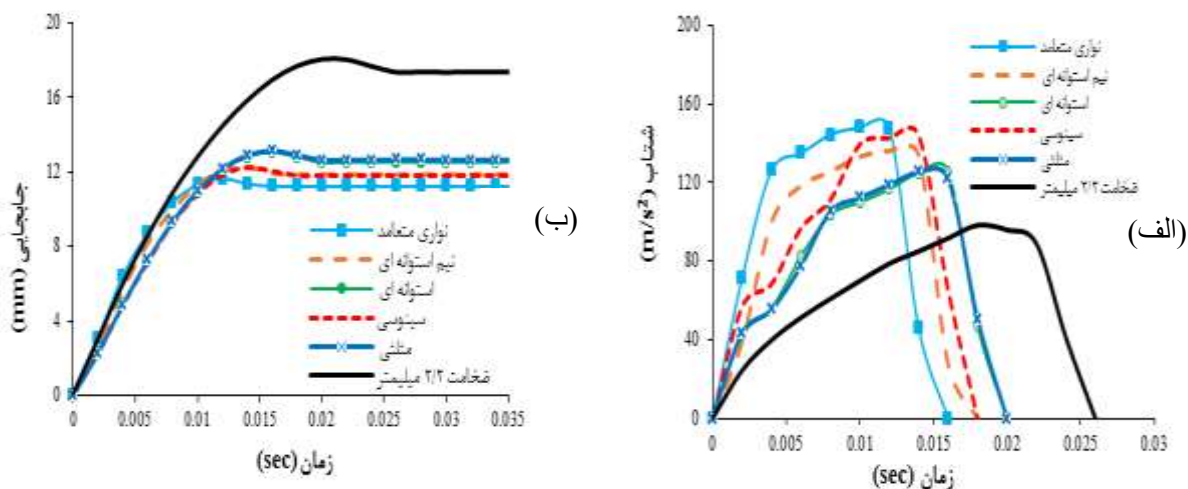 200
160
120
80
40
0
شتاب (m/s²)
0
0.005
0.01
0.015
0.02
0.025
0.03
زمان (sec)
نواری متعامد
نیم استوانه ای
استوانه ای
سینوسی
مثلثی
ضخامت ۲/۲ میلیمتر
(الف)
20
16
12
8
4
0
جابجایی (mm)
0
0.005
0.01
0.015
0.02
0.025
0.03
0.035
زمان (sec)
نواری متعامد
نیم استوانه ای
استوانه ای
سینوسی
مثلثی
ضخامت ۲/۲ میلیمتر
(ب)